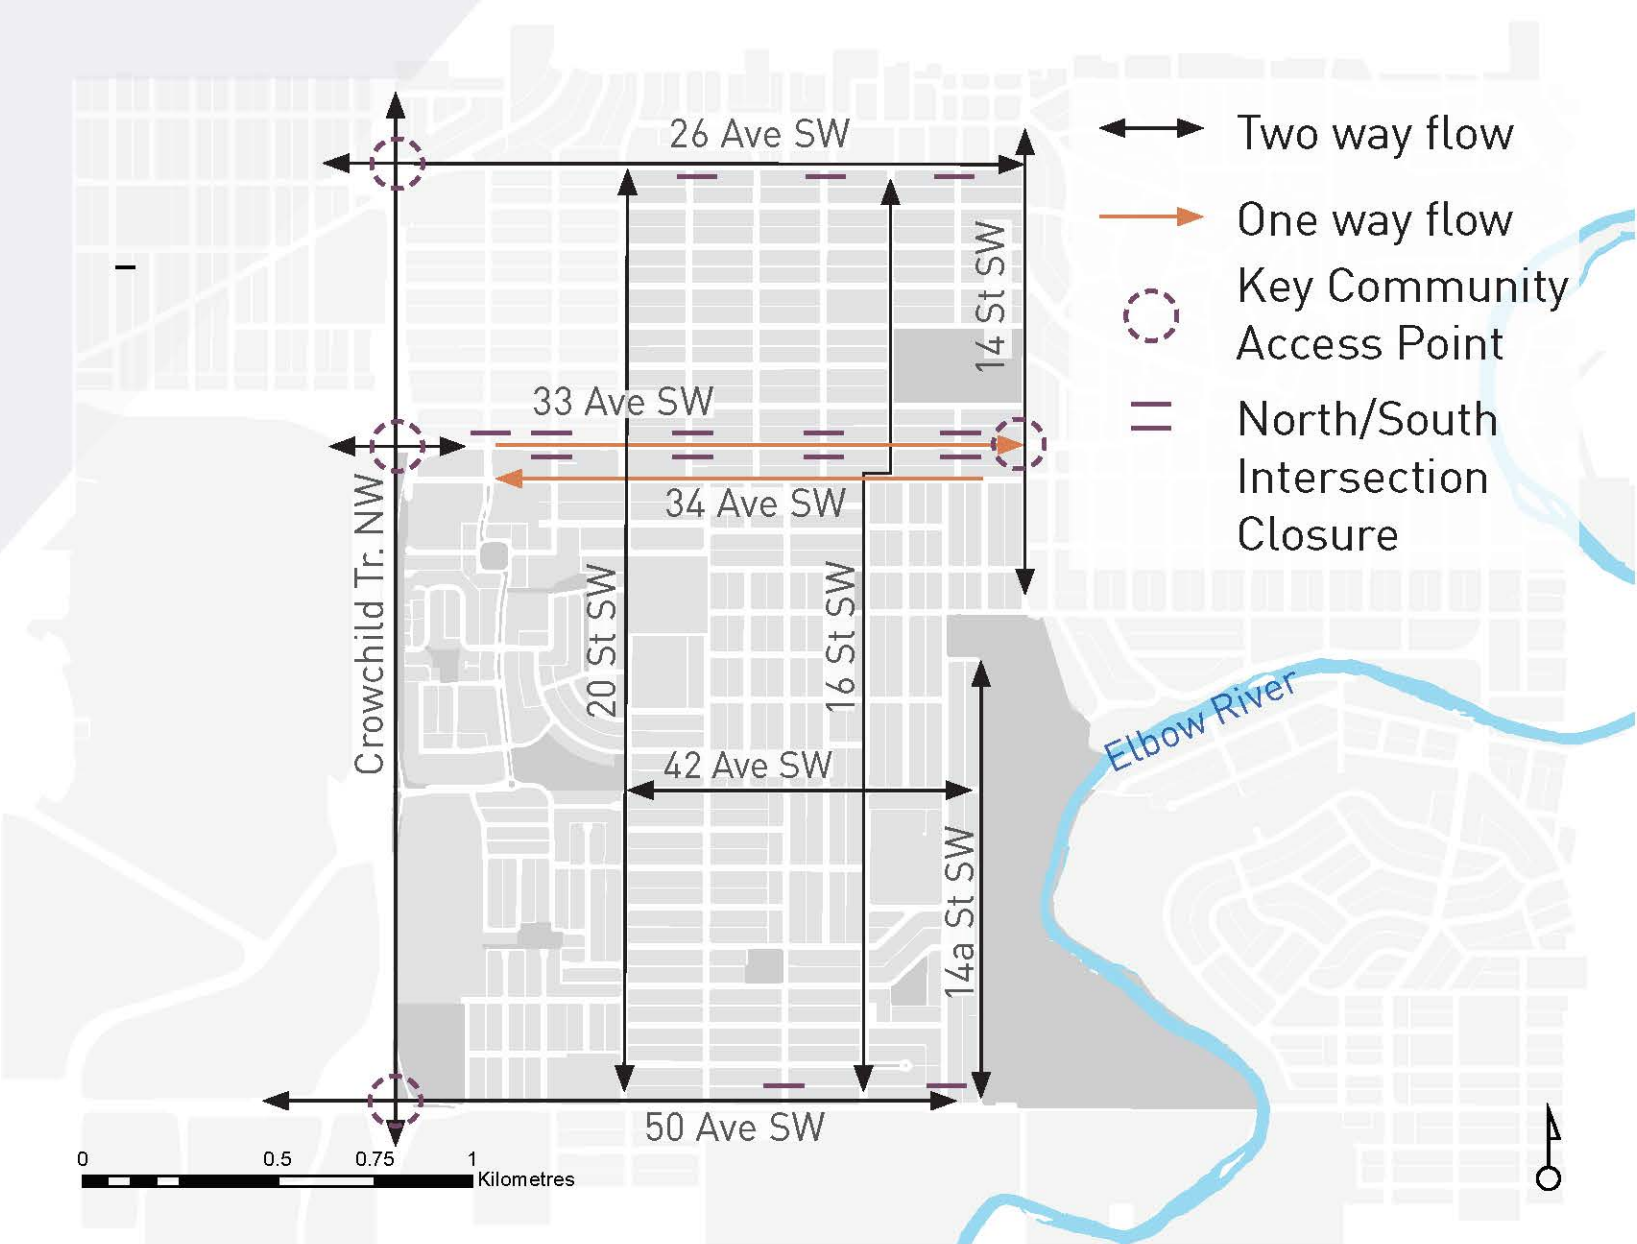 26 Ave SW
Two way flow
One way flow
14 St SW
Key Community
Access Point
33 Ave SW
North/South
Intersection
Closure
34 Ave SW
Crowchild Tr. NW
20 St SW
16 St SW
Elbow River
42 Ave SW
14a St SW
50 Ave SW
0 0.5 0.75 1
Kilometres